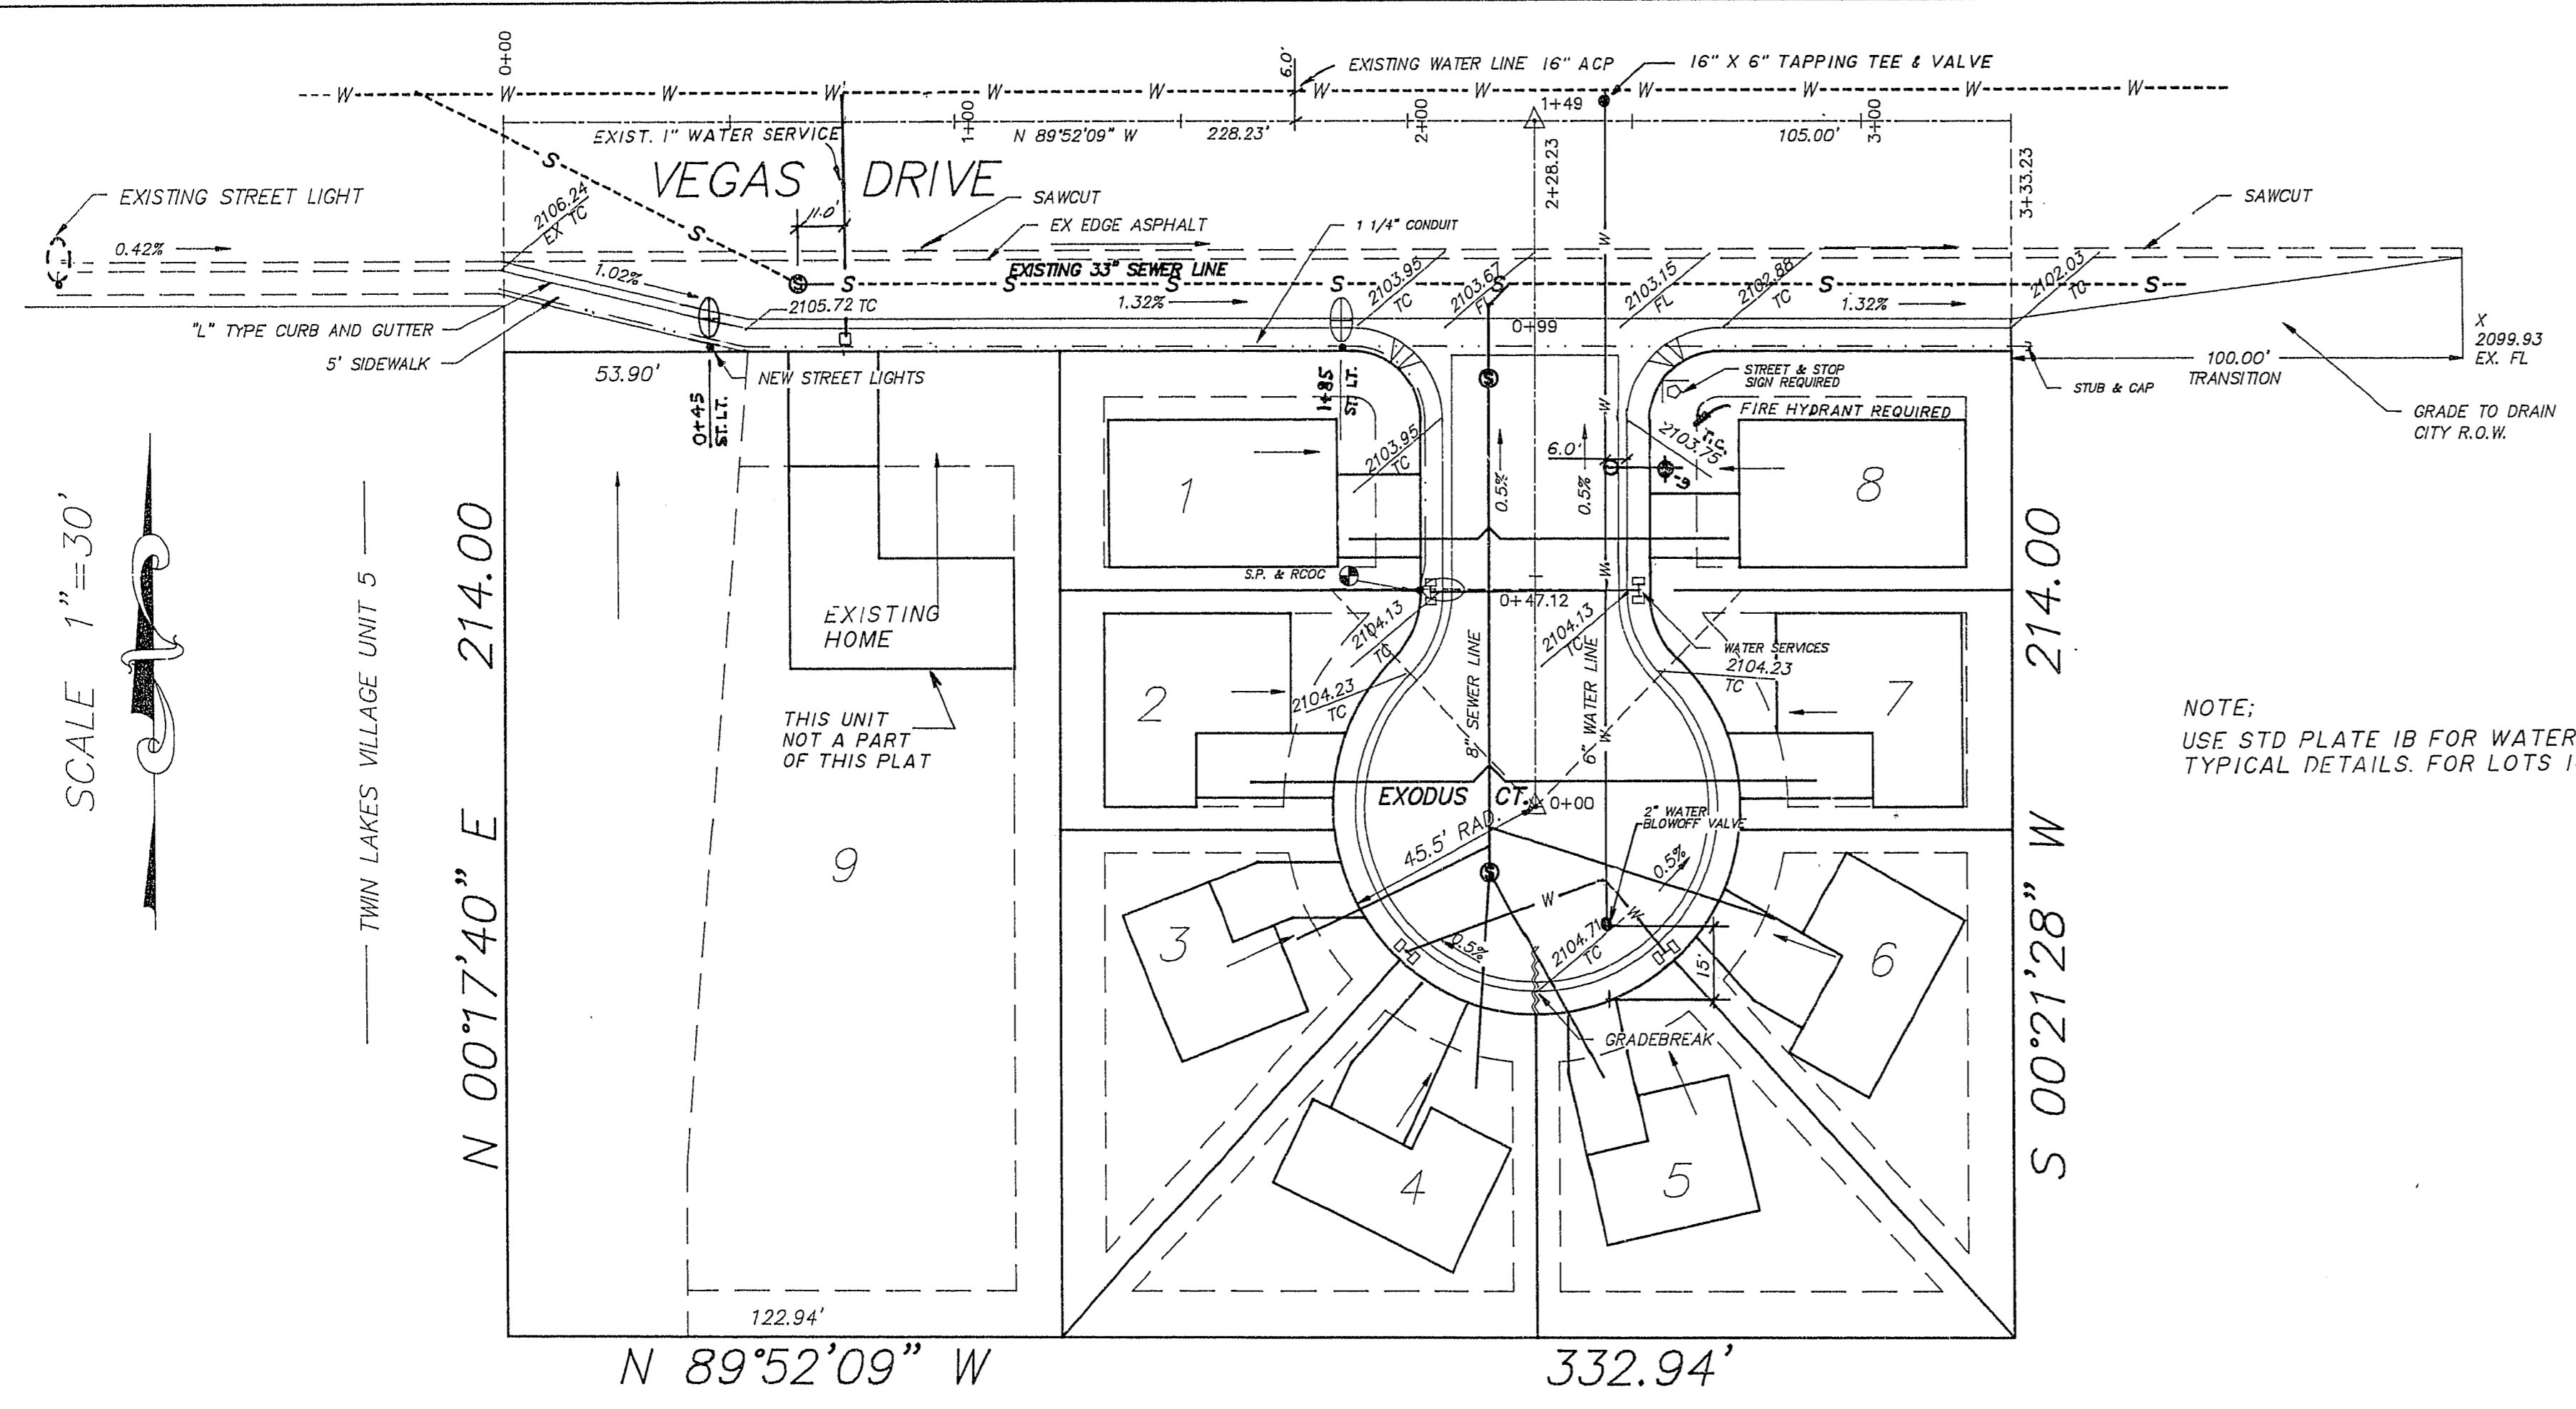 0+00
6.0'
EXISTING WATER LINE 16" ACP
16" X 6" TAPPING TEE & VALVE
W W W W W W W W W W W W
EXIST. 1" WATER SERVICE
1+00
N 89°52'09" W
228.23'
2+00
1+49
105.00'
3+00
2+28.23
3+33.23
VEGAS DRIVE
S
S
EXISTING STREET LIGHT
2106.24
EX TC
11.0'
SAWCUT
EX EDGE ASPHALT
1 1/4" CONDUIT
SAWCUT
0.42%
1.02%
EXISTING 33" SEWER LINE
S S S S S S S
2105.72 TC
1.32%
2103.95
TC
2103.67
FL
2103.15
FL
2102.88
TC
1.32%
2102.03
TC
0+99
"L" TYPE CURB AND GUTTER
5' SIDEWALK
X
2099.93
EX. FL
53.90'
NEW STREET LIGHTS
0+45
ST. LT.
1+85
ST. LT.
S
STREET & STOP
SIGN REQUIRED
100.00'
TRANSITION
STUB & CAP
FIRE HYDRANT REQUIRED
GRADE TO DRAIN
CITY R.O.W.
T.C.
2103.75
2103.95
TC
6.0'
1
0.5%
0.5%
W
8
SCALE 1"=30'
TWIN LAKES VILLAGE UNIT 5
N 00°17'40" E 214.00
S 00°21'28" W 214.00
S.P. & RCOC
0+47.12
W
EXISTING
HOME
2104.13
TC
2104.13
TC
WATER SERVICES
2104.23
TC
2104.23
TC
8" SEWER LINE
6" WATER LINE
W
2
7
THIS UNIT
NOT A PART
OF THIS PLAT
NOTE;
USE STD PLATE 1B FOR WATER
TYPICAL DETAILS. FOR LOTS
EXODUS CT.
0+00
45.5' RAD.
2" WATER
BLOWOFF VALVE
9
S
0.5%
W
W
3
0.5%
2104.71
TC
15'
6
GRADEBREAK
4
5
122.94'
N 89°52'09" W
332.94'